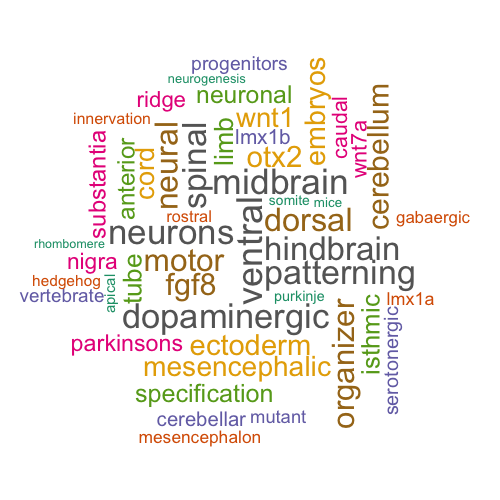 progenitors
neurogenesis
ridge
neuronal
innervation
wnt1
embryos
caudal
cerebellum
substantia
anterior
cord
neural
spinal
limb
lmx1b
otx2
wnt7a
midbrain
somite
mice
rostral
dorsal
gabaergic
neurons
ventral
hindbrain
rhombomere
nigra
tube
motor
patterning
hedgehog
apical
fgf8
vertebrate
purkinje
lmx1a
dopaminergic
organizer
isthmic
serotonergic
parkinsons
ectoderm
mesencephalic
specification
cerebellar
mutant
mesencephalon